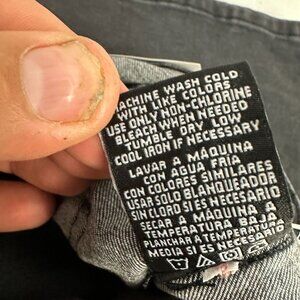 MACHINE WASH COLD
WITH LIKE COLORS
USE ONLY NON-CHLORINE
BLEACH WHEN NEEDED
TUMBLE DRY LOW
COOL IRON IF NECESSARY
LAVAR A MAQUINA
CON AGUA FRÍA
CON COLORES SIMILARES
USAR SOLO BLANQUEADOR
SIN CLORO SI ES NECESARIO
SECAR A MAQUINA A
TEMPERATURA BAJA
PLANCHAR A TEMPERATURA
MEDIA SI ES NECESARIO